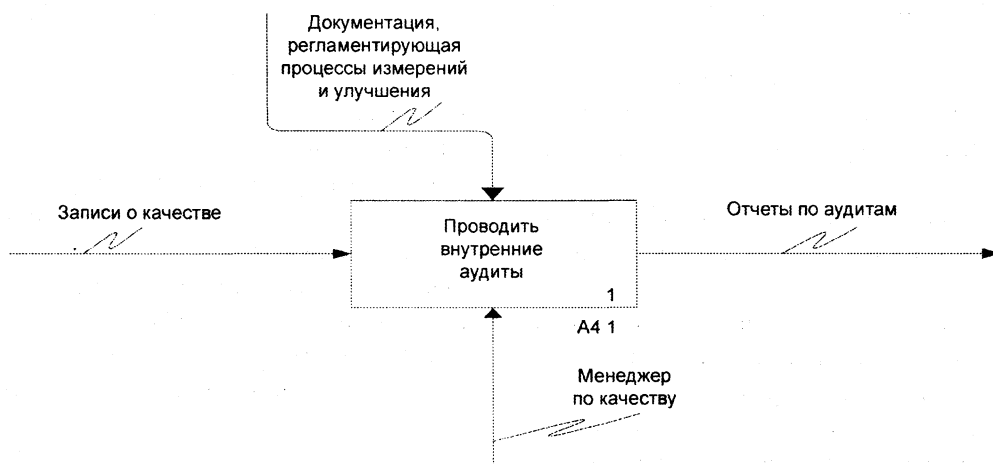 Документация,
регламентирующая
процессы измерений
и улучшения
Записи о качестве
Проводить
внутренние
аудиты
1
А4 1
Отчеты по аудитам
Менеджер
по качеству